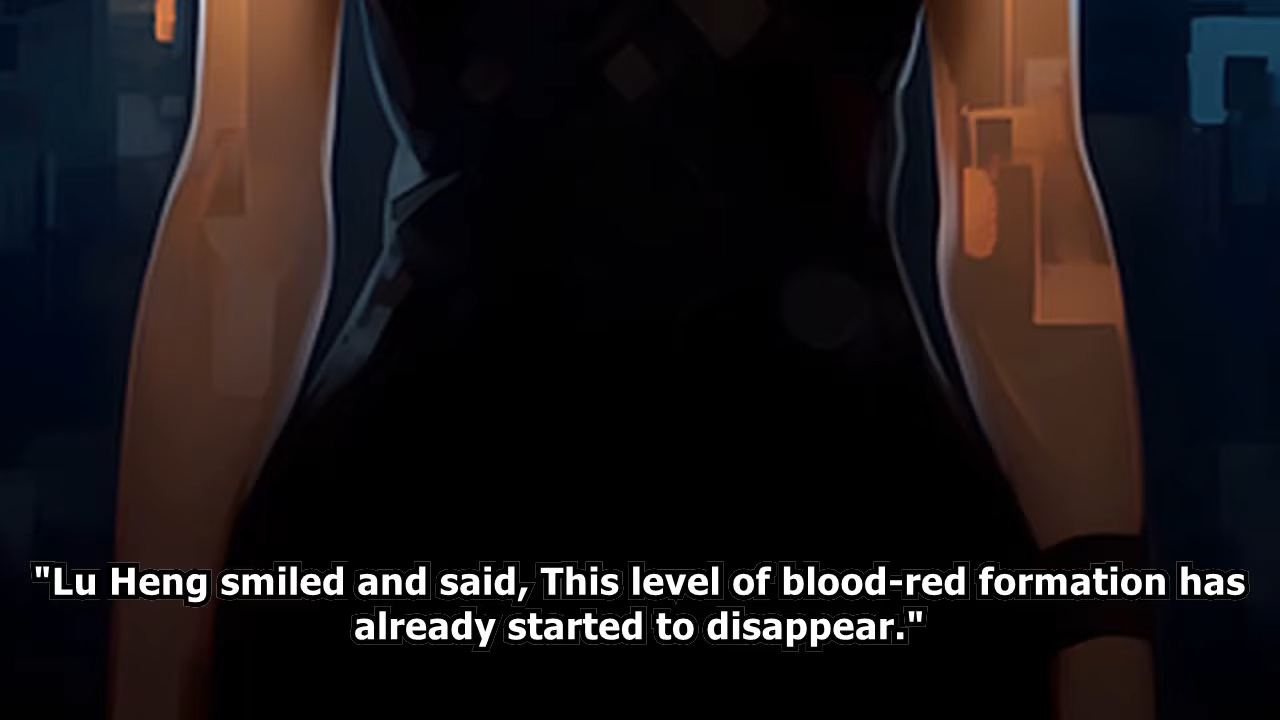 "Lu Heng smiled and said, This level of blood-red formation has
already started to disappear."